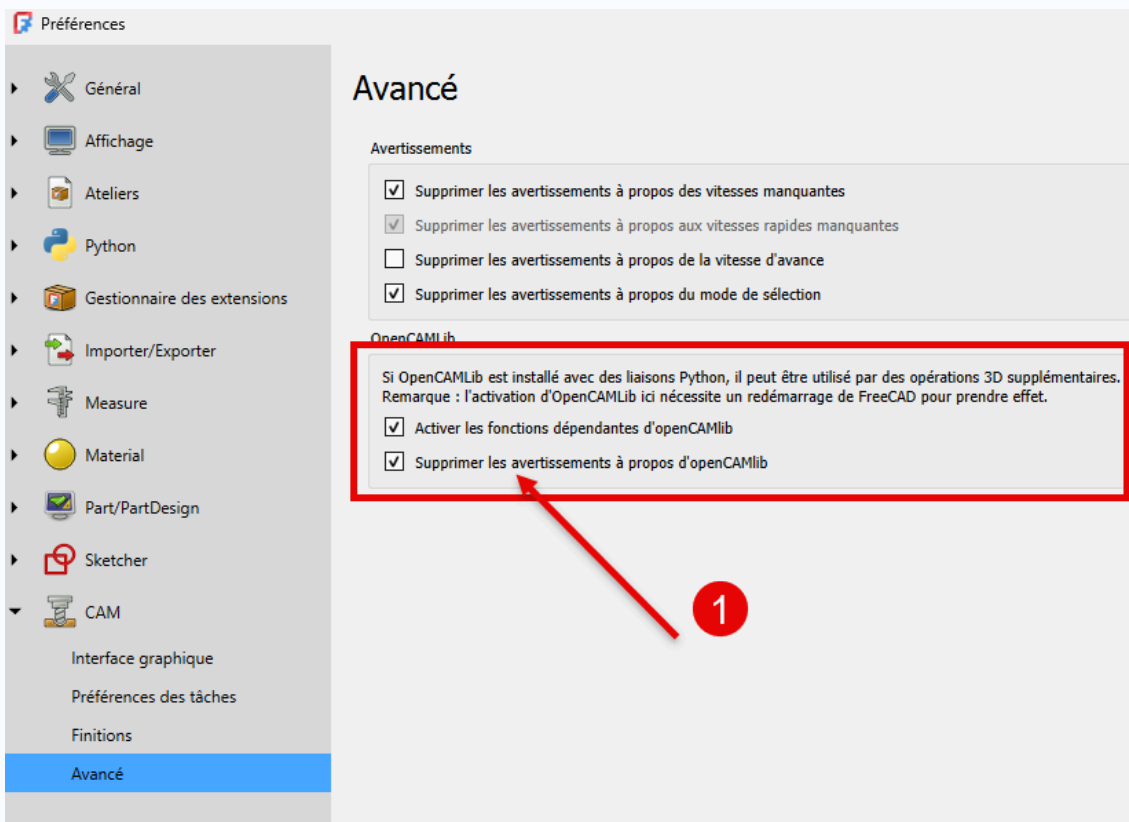 Préférences
Général
Affichage
Ateliers
Python
Gestionnaire des extensions
Importer/Exporter
Measure
Material
Part/PartDesign
Sketcher
CAM
Interface graphique
Préférences des tâches
Finitions
Avancé
Avancé
Avertissements
Supprimer les avertissements à propos des vitesses manquantes
Supprimer les avertissements à propos aux vitesses rapides manquantes
Supprimer les avertissements à propos de la vitesse d'avance
Supprimer les avertissements à propos du mode de sélection
OpenCAMLib
Si OpenCAMLib est installé avec des liaisons Python, il peut être utilisé par des opérations 3D supplémentaires.
Remarque : l'activation d'OpenCAMLib ici nécessite un redémarrage de FreeCAD pour prendre effet.
Activer les fonctions dépendantes d'openCAMlib
Supprimer les avertissements à propos d'openCAMlib
1